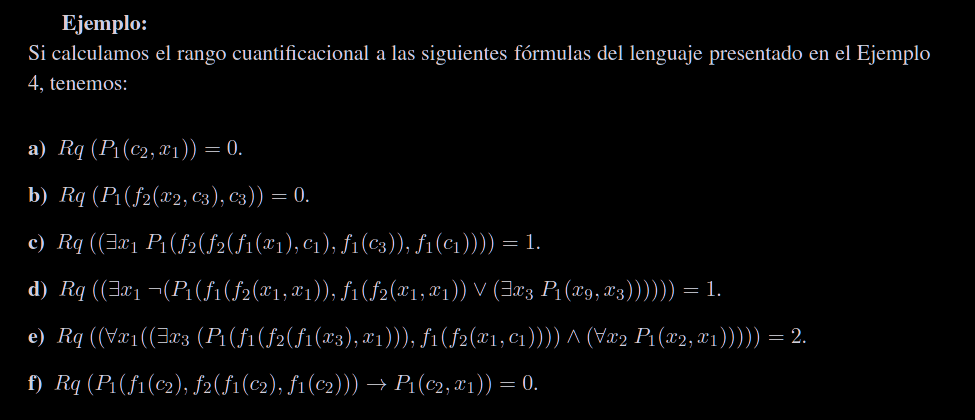 Ejemplo:
Si calculamos el rango cuantificacional a las siguientes fórmulas del lenguaje presentado en el Ejemplo
4, tenemos:
a) Rq (P₁(c₂, x₁)) = 0.
b) Rq (P₁(f₂(x₂, c₃), c₃)) = 0.
c) Rq ((∃x₁ P₁(f₂(f₂(f₁(x₁), c₁), f₁(c₃)), f₁(c₁)))) = 1.
d) Rq ((∃x₁ ¬(P₁(f₁(f₂(x₁, x₁)), f₁(f₂(x₁, x₁)) ∨ (∃x₃ P₁(x₉, x₃)))))) = 1.
e) Rq ((∀x₁((∃x₃ (P₁(f₁(f₂(f₁(x₃), x₁))), f₁(f₂(x₁, c₁)))) ∧ (∀x₂ P₁(x₂, x₁))))) = 2.
f) Rq (P₁(f₁(c₂), f₂(f₁(c₂), f₁(c₂))) → P₁(c₂, x₁)) = 0.